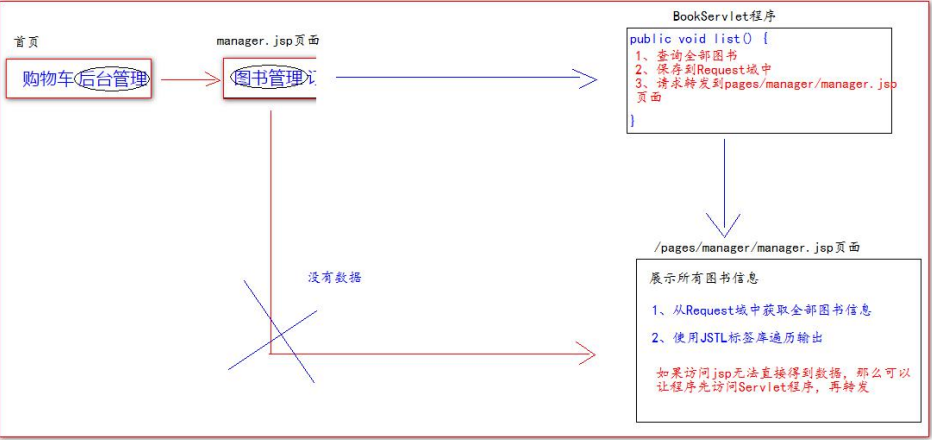 首页
购物车 后台管理
manager.jsp页面
图书管理
BookServlet程序
public void list() {
1、查询全部图书
2、保存到Request域中
3、请求转发到pages/manager/manager.jsp
页面
}
没有数据
/pages/manager/manager.jsp页面
展示所有图书信息
1、从Request域中获取全部图书信息
2、使用JSTL标签库遍历输出
如果访问jsp无法直接得到数据，那么可以
让程序先访问Servlet程序，再转发